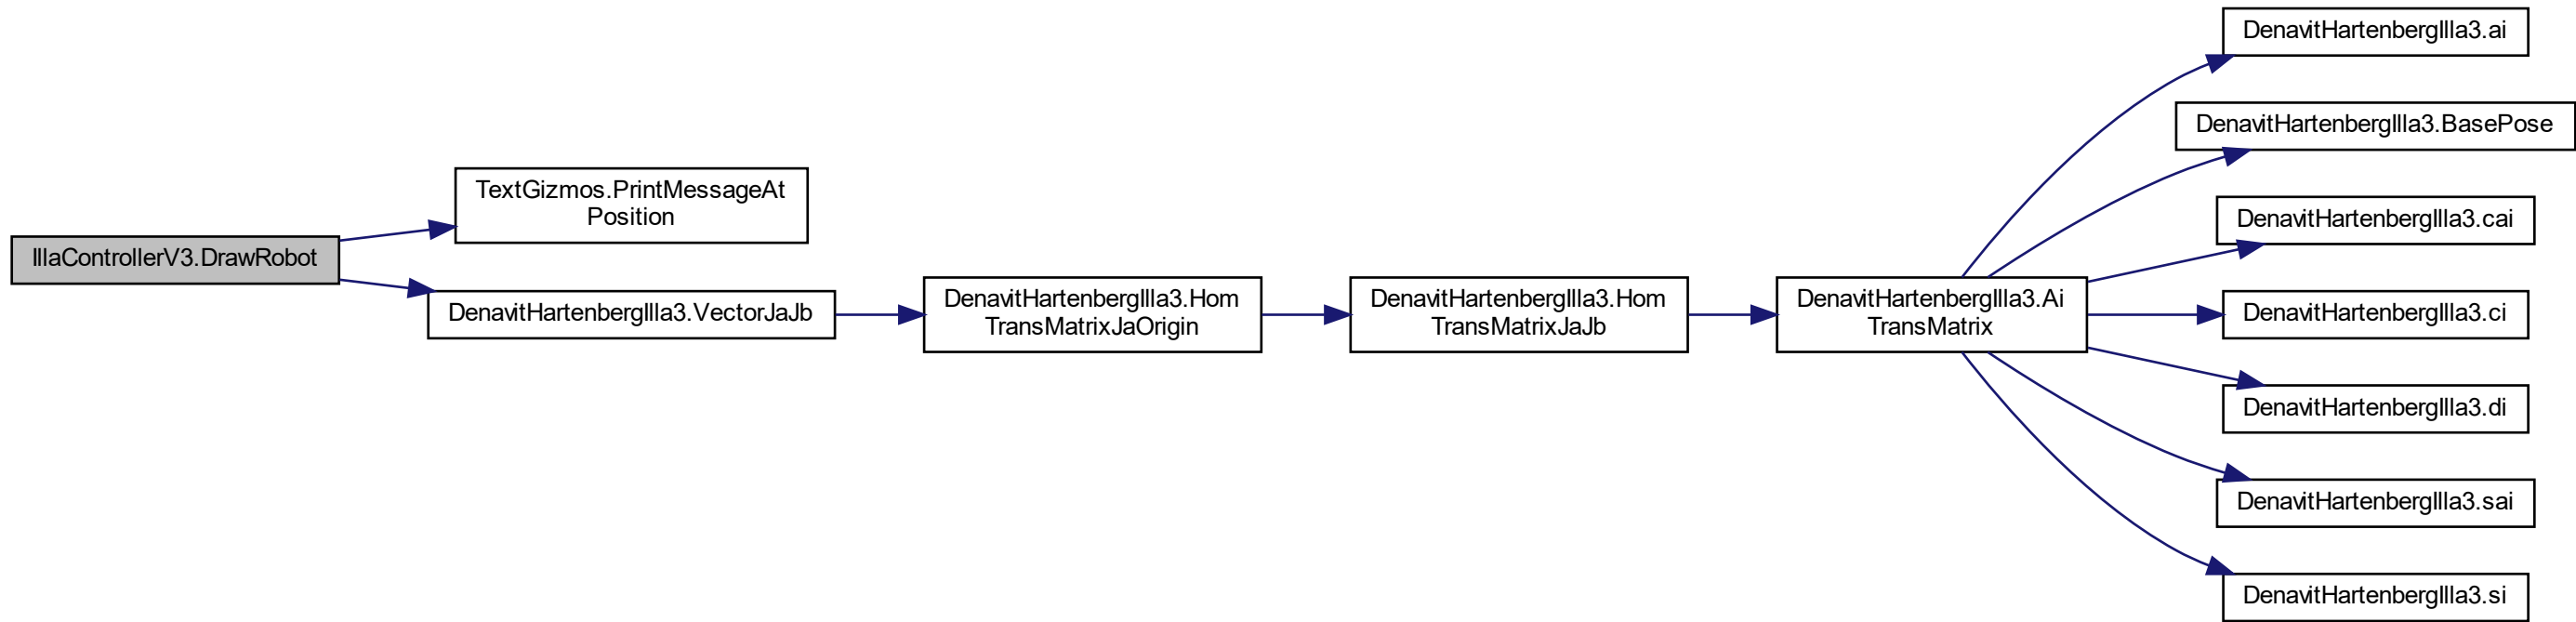 DenavitHartenbergIlla3.ai
DenavitHartenbergIlla3.BasePose
TextGizmos.PrintMessageAt
Position
DenavitHartenbergIlla3.cai
IllaControllerV3.DrawRobot
DenavitHartenbergIlla3.VectorJaJb
DenavitHartenbergIlla3.Hom
TransMatrixJaOrigin
DenavitHartenbergIlla3.Hom
TransMatrixJaJb
DenavitHartenbergIlla3.Ai
TransMatrix
DenavitHartenbergIlla3.ci
DenavitHartenbergIlla3.di
DenavitHartenbergIlla3.sai
DenavitHartenbergIlla3.si